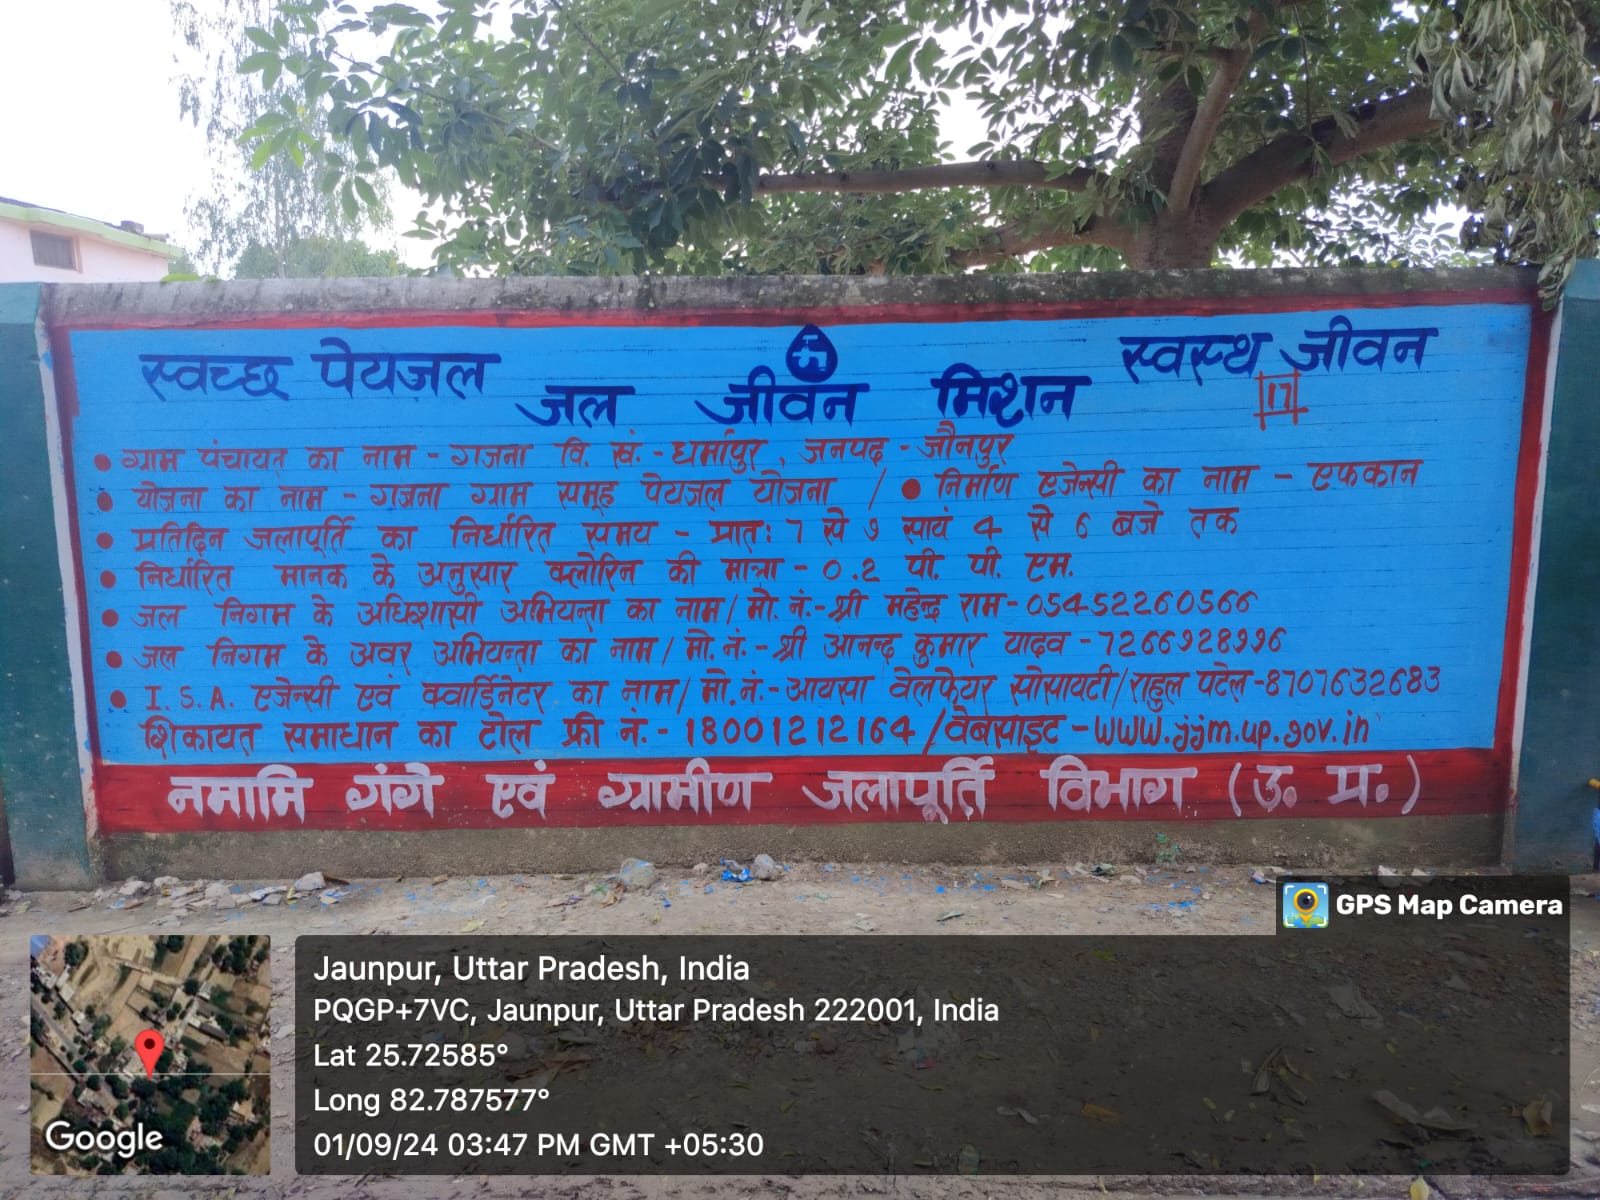 स्वच्छ पेयजल
स्वस्थ जीवन
जल जीवन मिशन
17
• ग्राम पंचायत का नाम - गजना वि. खं. - धर्मापुर , जनपद - जौनपुर
• योजना का नाम - गजना ग्राम समूह पेयजल योजना / • निर्माण एजेन्सी का नाम - एफकान
• प्रतिदिन जलापूर्ति का निर्धारित समय - प्रातः 7 से ७ सायं 4 से 6 बजे तक
• निर्धारित मानक के अनुसार क्लोरिन की मात्रा - 0.2 पी. पी. एम.
• जल निगम के अधिशासी अभियन्ता का नाम / मो. नं.- श्री महेन्द्र राम - 05452260566
• जल निगम के अवर अभियन्ता का नाम / मो. नं. - श्री आनन्द कुमार यादव - 7266928996
• I.S.A. एजेन्सी एवं क्वार्डिनेटर का नाम / मो.नं.- आयसा वेलफेयर सोसायटी/राहुल पटेल-8707632683
शिकायत समाधान का टोल फ्री नं.- 18001212164 / वेबसाइट - www.jjm.up.gov.in
नमामि गंगे एवं ग्रामीण जलापूर्ति विभाग (उ. प्र.)
GPS Map Camera
Jaunpur, Uttar Pradesh, India
PQGP+7VC, Jaunpur, Uttar Pradesh 222001, India
Lat 25.72585°
Long 82.787577°
01/09/24 03:47 PM GMT +05:30
Google